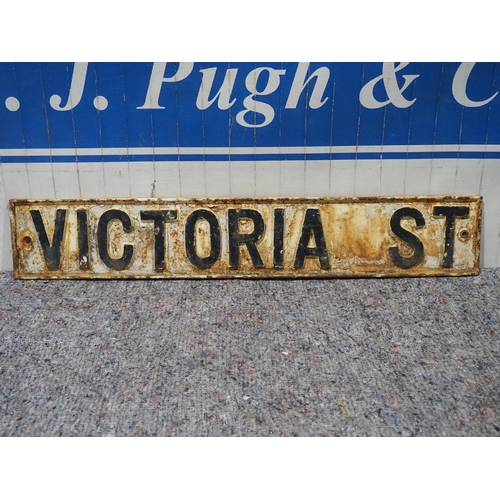 . J. Pugh & C
VICTORIA ST